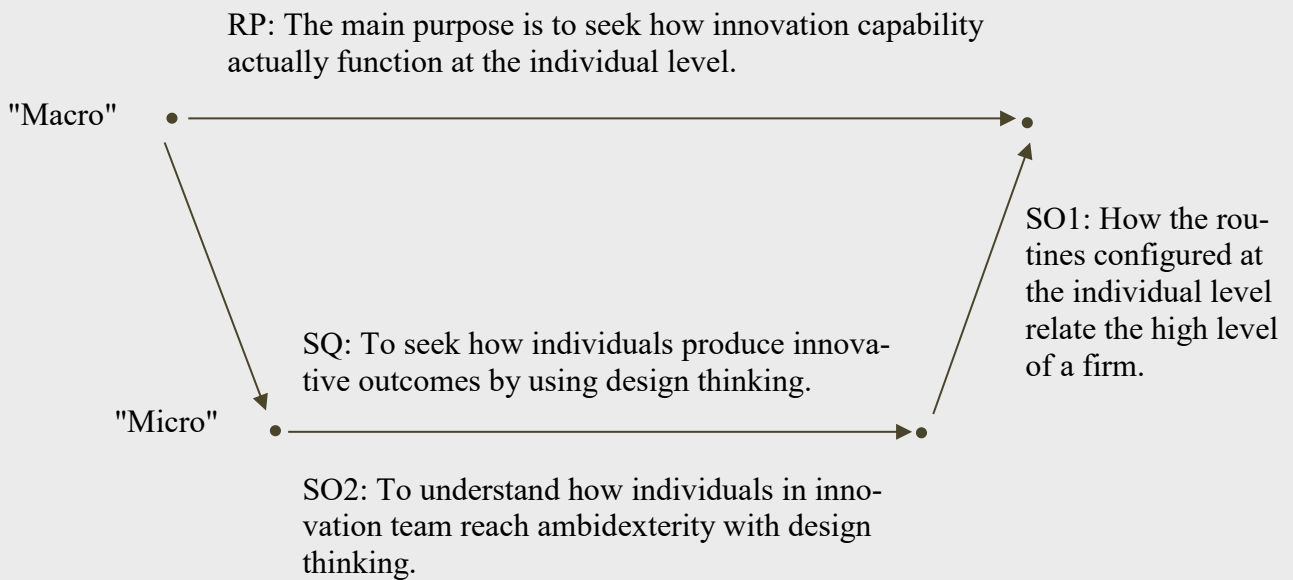 RP: The main purpose is to seek how innovation capability
actually function at the individual level.
"Macro"
SO1: How the rou-
tines configured at
the individual level
relate the high level
of a firm.
SQ: To seek how individuals produce innova-
tive outcomes by using design thinking.
"Micro"
SO2: To understand how individuals in inno-
vation team reach ambidexterity with design
thinking.